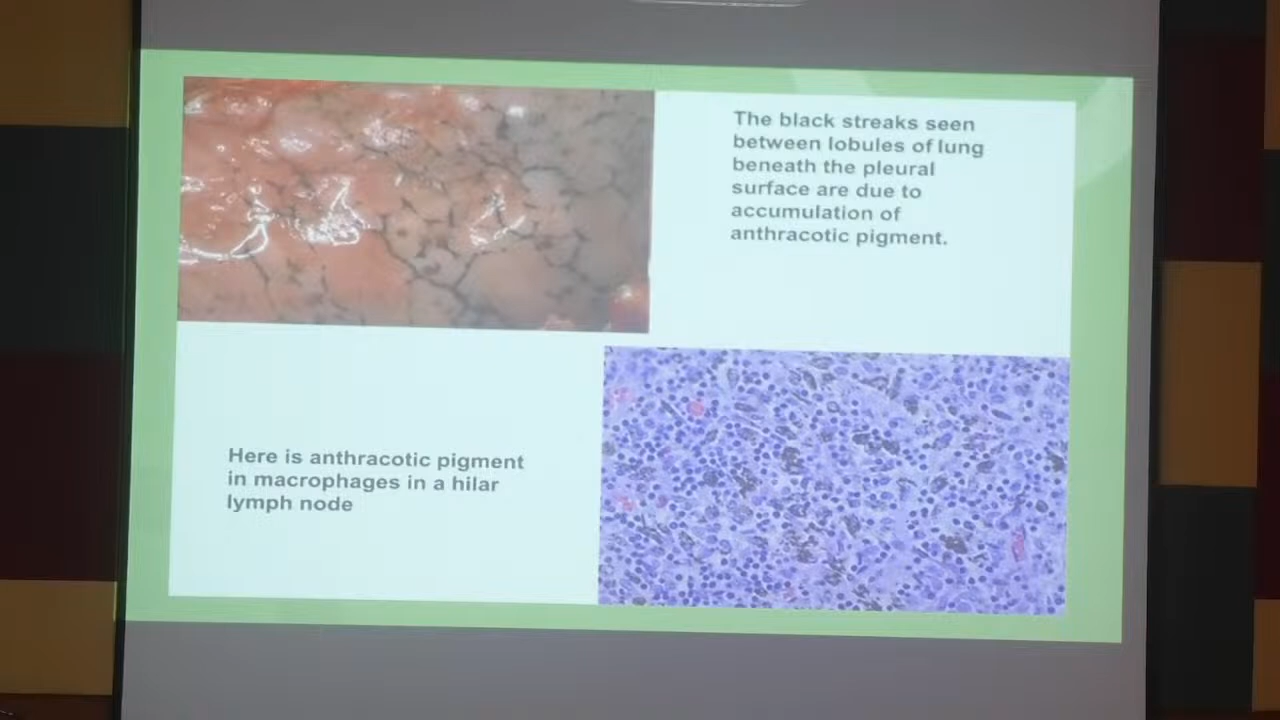 The black streaks seen
between lobules of lung
beneath the pleural
surface are due to
accumulation of
anthracotic pigment.
Here is anthracotic pigment
in macrophages in a hilar
lymph node